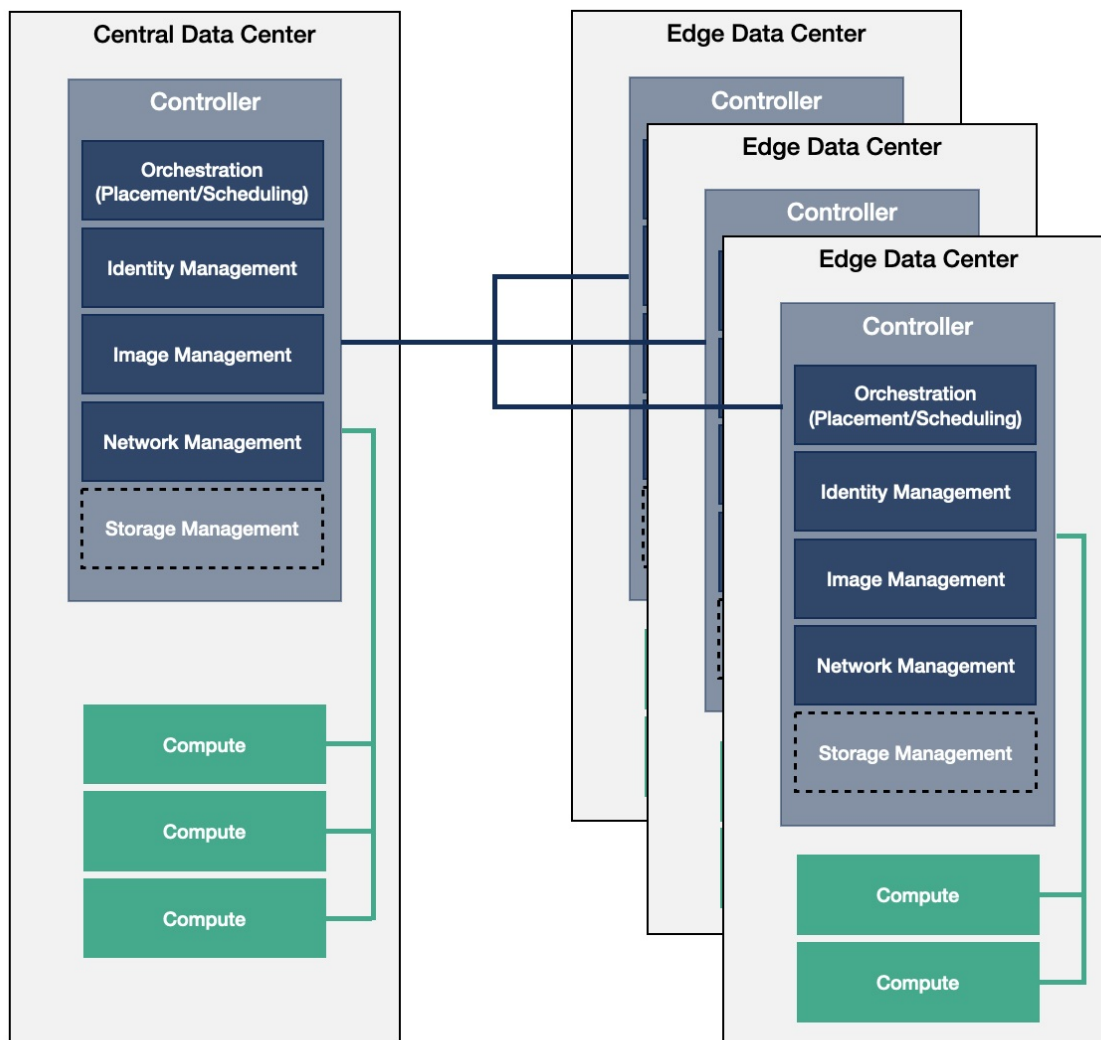 Central Data Center
Controller
Orchestration
(Placement/Scheduling)
Identity Management
Image Management
Network Management
Storage Management
Compute
Compute
Compute
Edge Data Center
Controller
Edge Data Center
Controller
Edge Data Center
Controller
Orchestration
(Placement/Scheduling)
Identity Management
Image Management
Network Management
Storage Management
Compute
Compute